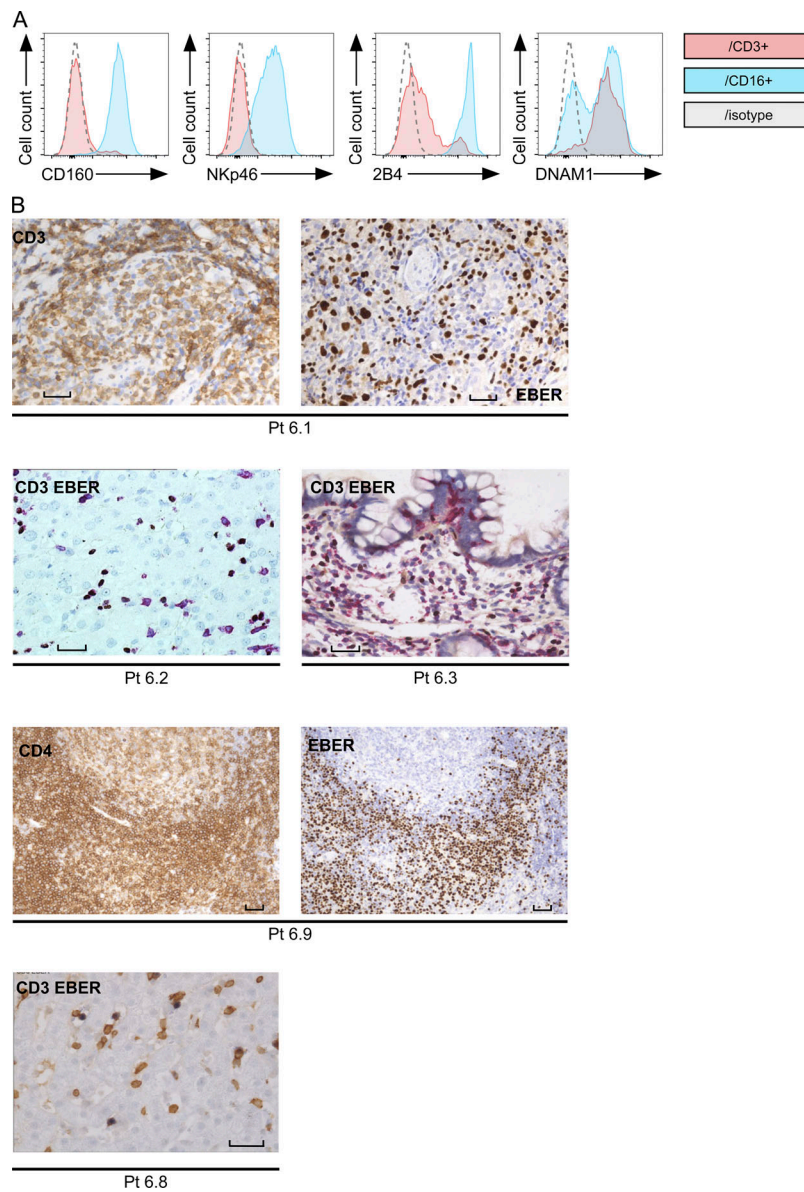 A
Cell count
CD160
Cell count
NKp46
Cell count
2B4
Cell count
DNAM1
/CD3+
/CD16+
/isotype
B
CD3
EBER
Pt 6.1
CD3 EBER
CD3 EBER
Pt 6.2
Pt 6.3
CD4
EBER
Pt 6.9
CD3 EBER
Pt 6.8